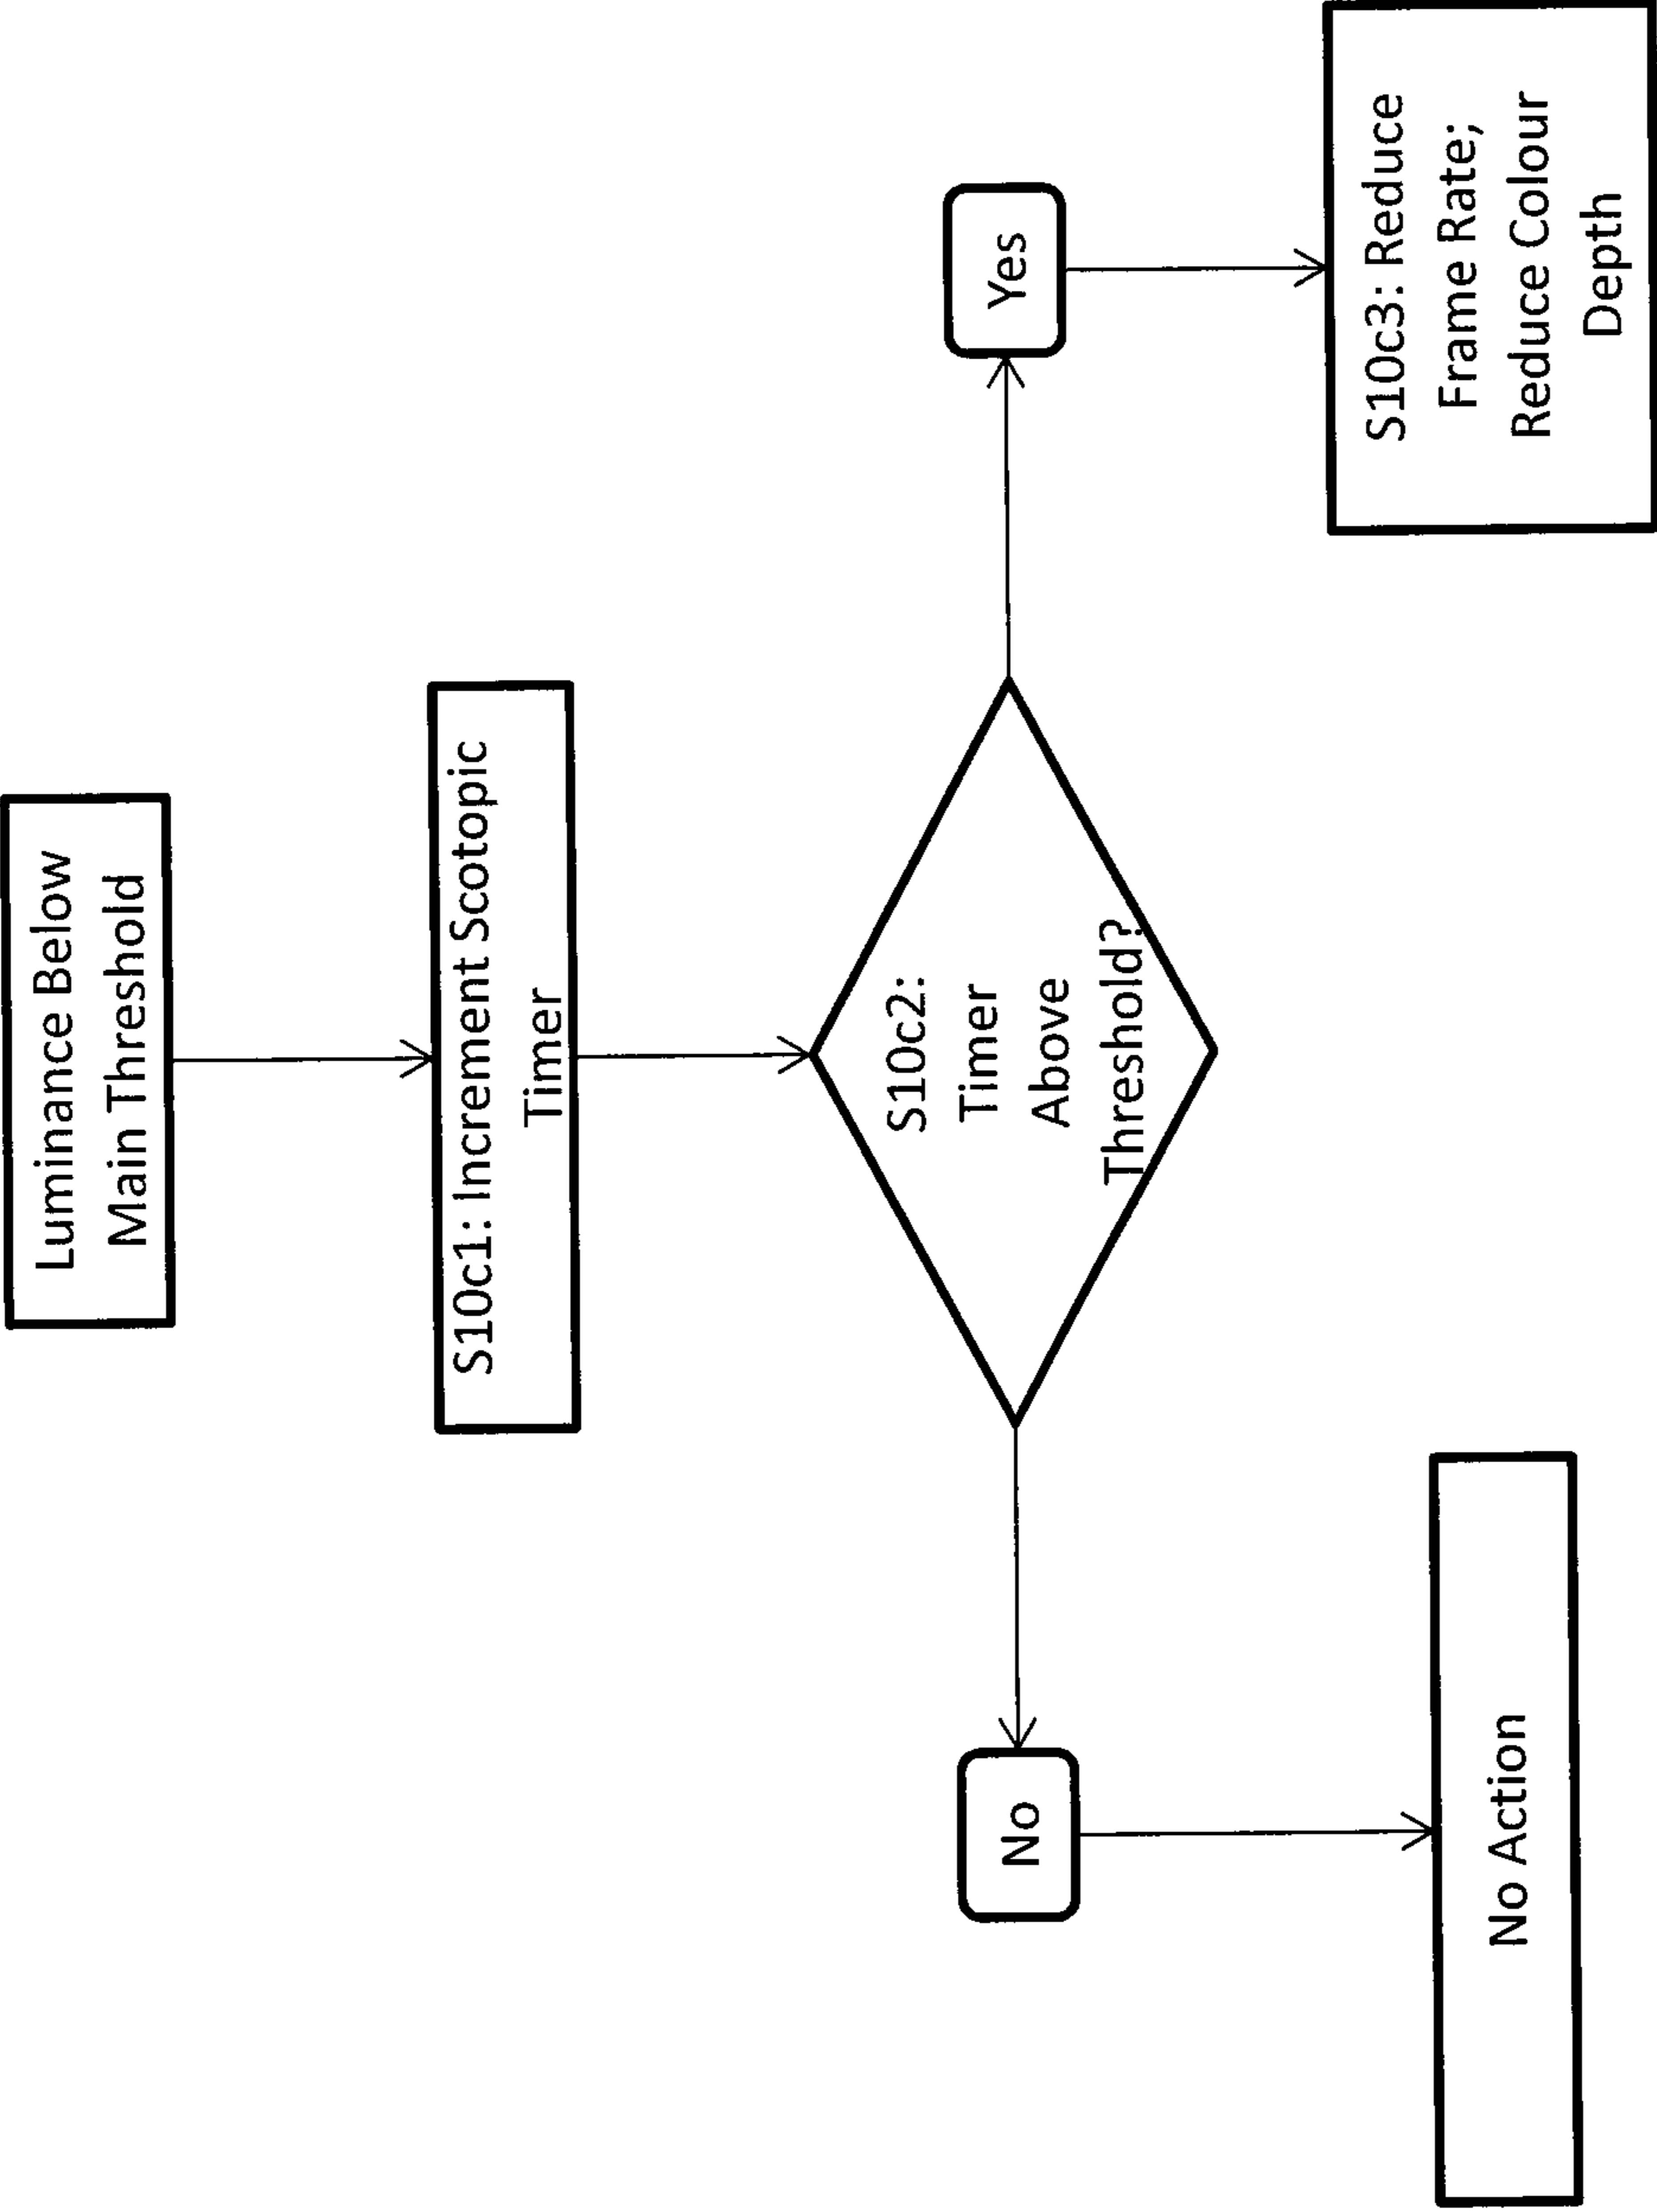 Luminance Below
Main Threshold
S10c1: Increment Scotopic
Timer
S10c2:
Timer
Above
Threshold?
No
Yes
No Action
S10c3: Reduce
Frame Rate;
Reduce Colour
Depth